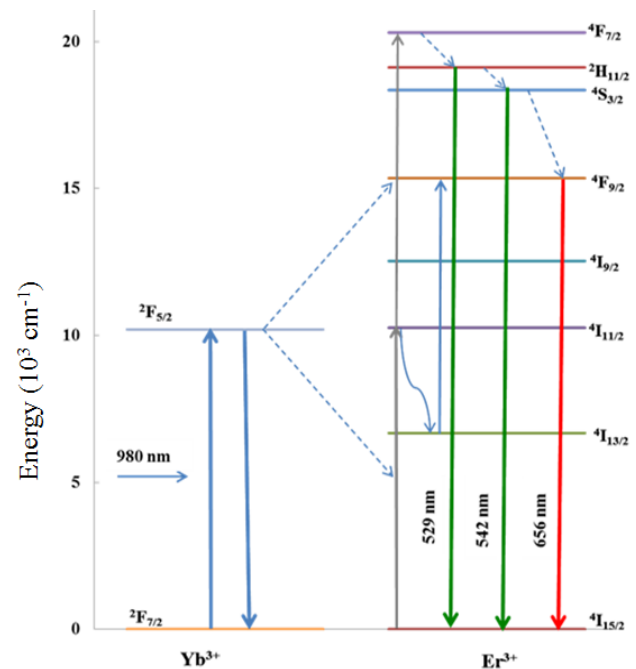 Energy (10³ cm⁻¹)
20
15
10
5
0
²F₅/₂
980 nm
²F₇/₂
Yb³⁺
⁴F₇/₂
²H₁₁/₂
⁴S₃/₂
⁴F₉/₂
⁴I₉/₂
⁴I₁₁/₂
⁴I₁₃/₂
529 nm
542 nm
656 nm
⁴I₁₅/₂
Er³⁺